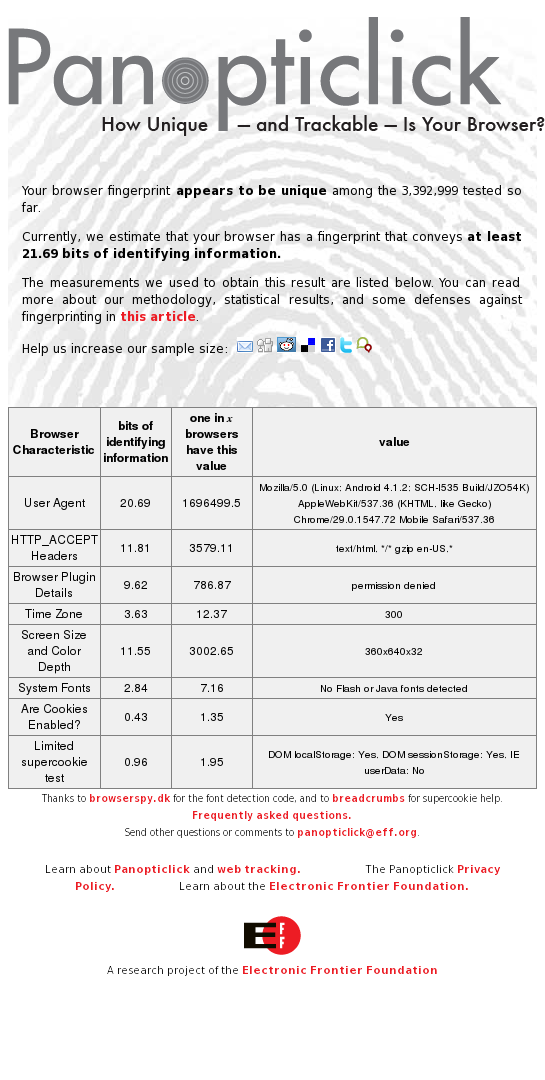 Panopticlick
How Unique — and Trackable — Is Your Browser?
Your browser fingerprint appears to be unique among the 3,392,999 tested so
far.
Currently, we estimate that your browser has a fingerprint that conveys at least
21.69 bits of identifying information.
The measurements we used to obtain this result are listed below. You can read
more about our methodology, statistical results, and some defenses against
fingerprinting in this article.
Help us increase our sample size:
Browser Characteristic | bits of identifying information | one in x browsers have this value | value
User Agent | 20.69 | 1696499.5 | Mozilla/5.0 (Linux; Android 4.1.2; SCH-I535 Build/JZO54K)
AppleWebKit/537.36 (KHTML, like Gecko)
Chrome/29.0.1547.72 Mobile Safari/537.36
HTTP_ACCEPT Headers | 11.81 | 3579.11 | text/html, */* gzip en-US,*
Browser Plugin Details | 9.62 | 786.87 | permission denied
Time Zone | 3.63 | 12.37 | 300
Screen Size and Color Depth | 11.55 | 3002.65 | 360x640x32
System Fonts | 2.84 | 7.16 | No Flash or Java fonts detected
Are Cookies Enabled? | 0.43 | 1.35 | Yes
Limited supercookie test | 0.96 | 1.95 | DOM localStorage: Yes, DOM sessionStorage: Yes, IE
userData: No
Thanks to browserspy.dk for the font detection code, and to breadcrumbs for supercookie help.
Frequently asked questions.
Send other questions or comments to panopticlick@eff.org.
Learn about Panopticlick and web tracking. The Panopticlick Privacy
Policy. Learn about the Electronic Frontier Foundation.
EFF
A research project of the Electronic Frontier Foundation